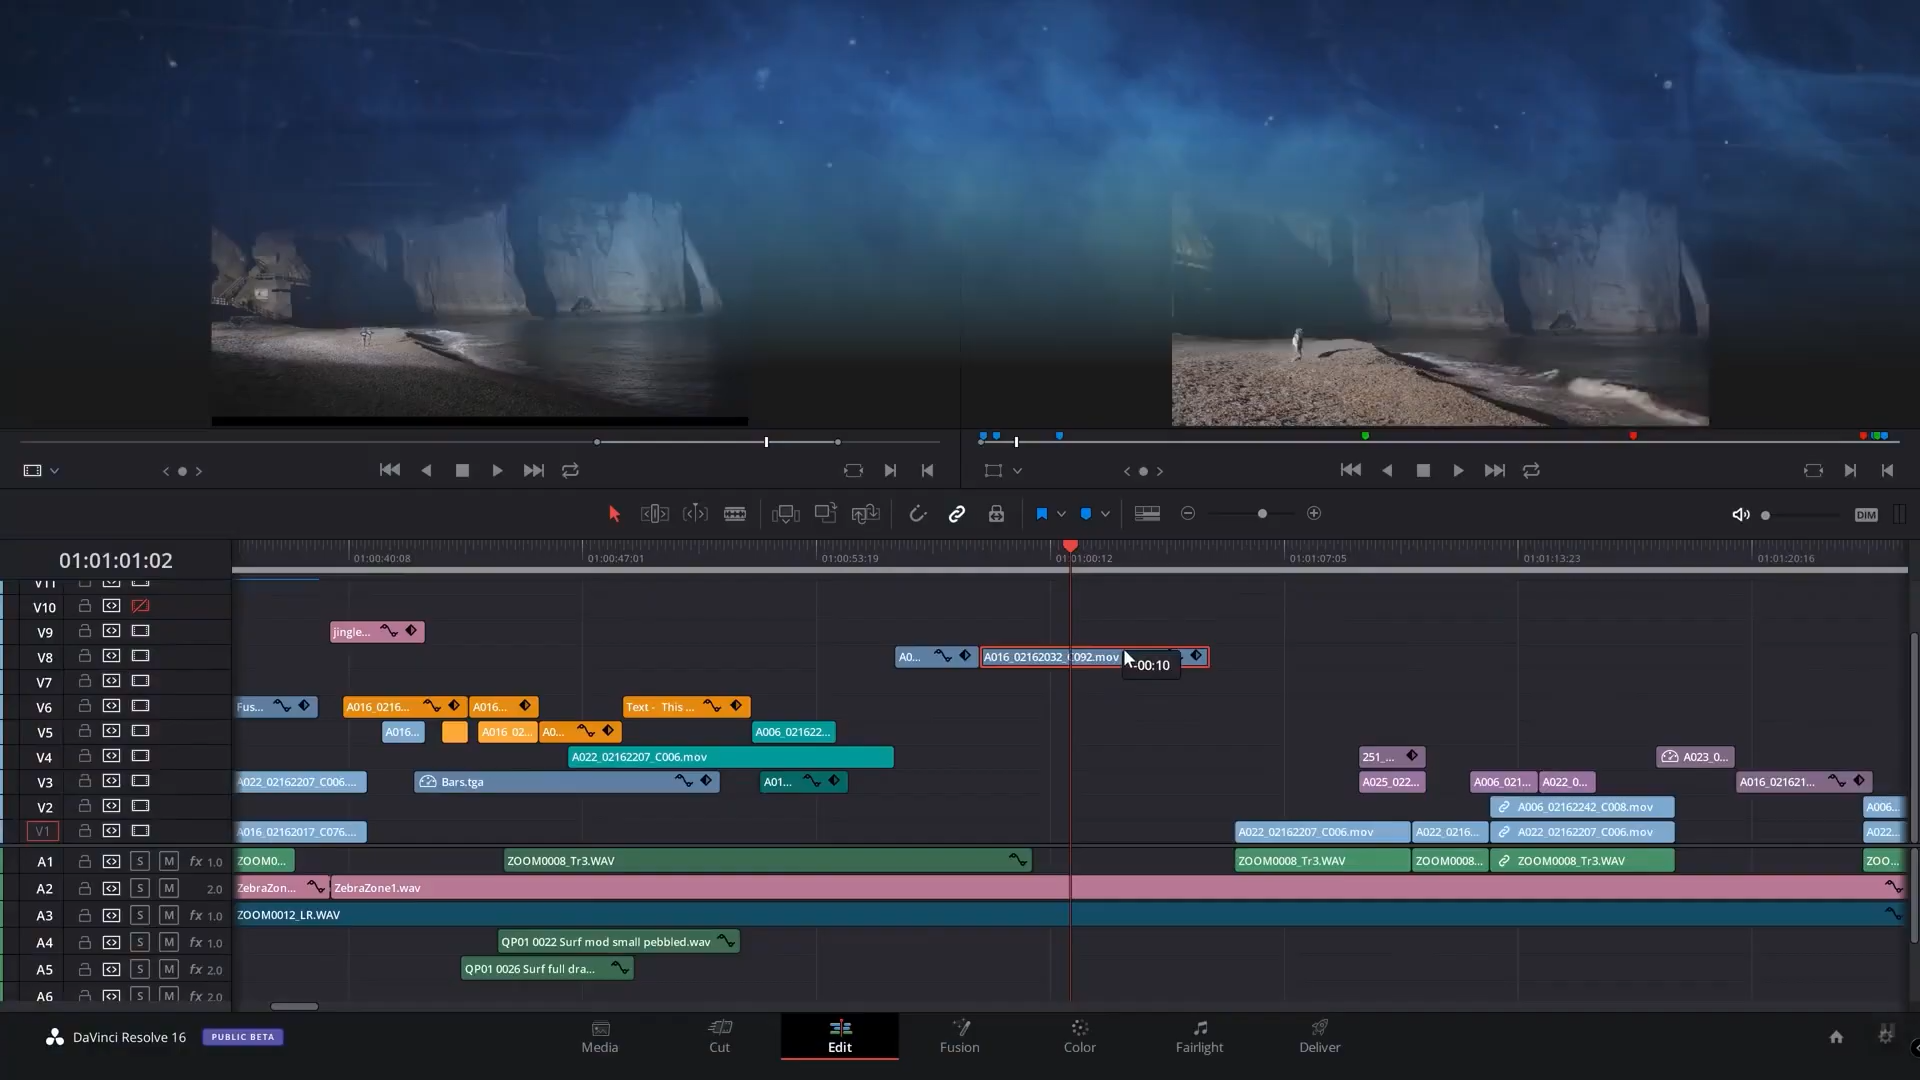 DIM
01:01:01:02
01:00:40:08
01:00:47:01
01:00:53:19
01:01:00:12
01:01:07:05
01:01:13:23
01:01:20:16
V11
V10
V9
jingle...
V8
A0...
A016_02162032_C092.mov
-00:10
V7
V6
Fus...
A016_0216...
A016...
Text - This ...
V5
A016...
A016_02...
A0...
A006_021622...
V4
A022_02162207_C006.mov
251_...
A023_0...
V3
A022_02162207_C006....
Bars.tga
A01...
A025_022...
A006_021...
A022_0...
A016_021621...
V2
A006_02162242_C008.mov
A006...
V1
A016_02162017_C076....
A022_02162207_C006.mov
A022_0216...
A022_02162207_C006.mov
A022...
A1
S
M
fx 1.0
ZOOM0...
ZOOM0008_Tr3.WAV
ZOOM0008_Tr3.WAV
ZOOM0008...
ZOOM0008_Tr3.WAV
ZOO...
A2
S
M
2.0
ZebraZon...
ZebraZone1.wav
A3
S
M
fx 1.0
ZOOM0012_LR.WAV
A4
S
M
fx 1.0
QP01 0022 Surf mod small pebbled.wav
A5
S
M
fx 2.0
QP01 0026 Surf full dra...
A6
S
M
fx 2.0
DaVinci Resolve 16
PUBLIC BETA
Media
Cut
Edit
Fusion
Color
Fairlight
Deliver